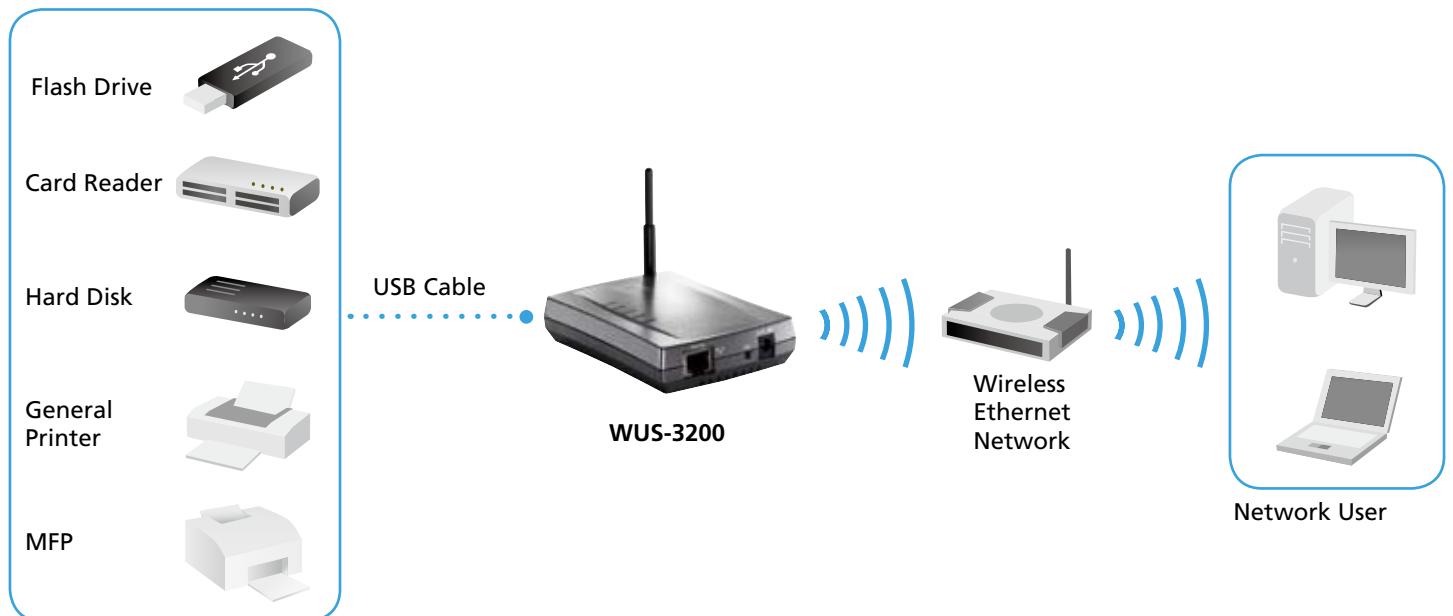 Flash Drive
Card Reader
Hard Disk
General
Printer
MFP
USB Cable
WUS-3200
Wireless
Ethernet
Network
Network User